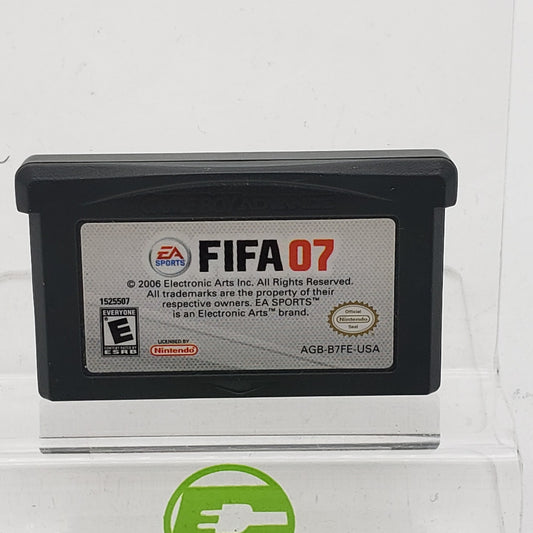 GAME BOY ADVANCE
EA
SPORTS
FIFA 07
© 2006 Electronic Arts Inc. All Rights Reserved.
All trademarks are the property of their
respective owners. EA SPORTS™
is an Electronic Arts™ brand.
1525507
EVERYONE
E
ESRB
LICENSED BY
Nintendo
Official
Nintendo
Seal
AGB-B7FE-USA